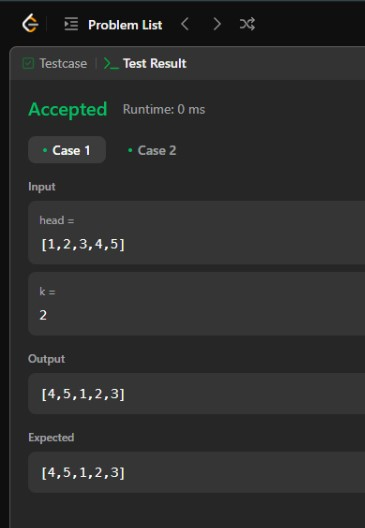 Problem List
Testcase
Test Result
Accepted
Runtime: 0 ms
Case 1
Case 2
Input
head =
[1,2,3,4,5]
k =
2
Output
[4,5,1,2,3]
Expected
[4,5,1,2,3]